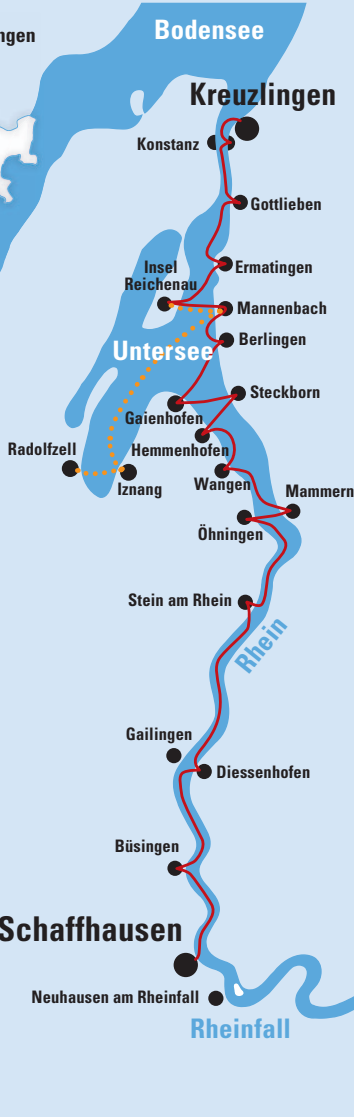 Bodensee
Kreuzlingen
Konstanz
Gottlieben
Ermatingen
Insel
Reichenau
Mannenbach
Berlingen
Untersee
Steckborn
Gaienhofen
Hemmenhofen
Radolfzell
Iznang
Wangen
Mammern
Öhningen
Stein am Rhein
Rhein
Gailingen
Diessenhofen
Büsingen
Schaffhausen
Neuhausen am Rheinfall
Rheinfall